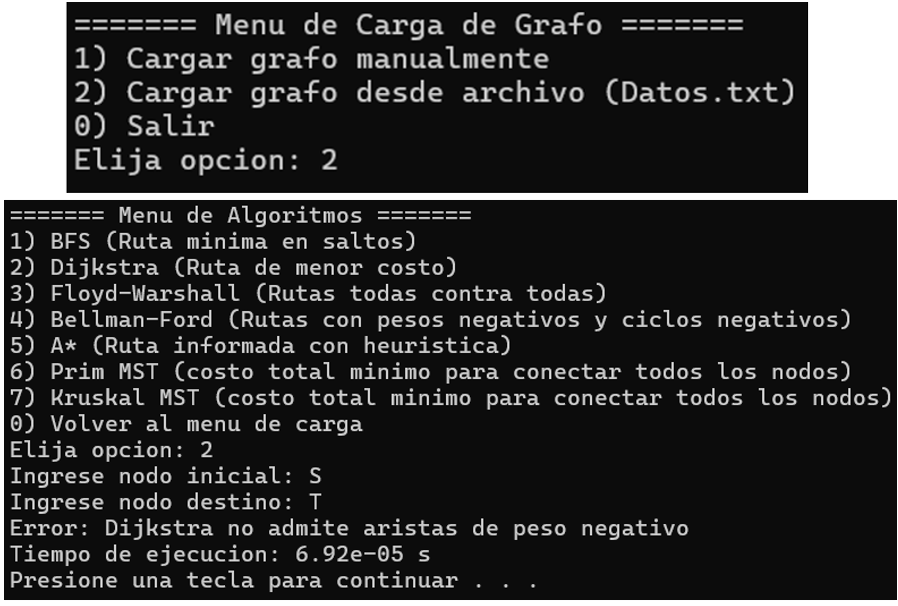 ======= Menu de Carga de Grafo =======
1) Cargar grafo manualmente
2) Cargar grafo desde archivo (Datos.txt)
0) Salir
Elija opcion: 2
======= Menu de Algoritmos =======
1) BFS (Ruta minima en saltos)
2) Dijkstra (Ruta de menor costo)
3) Floyd-Warshall (Rutas todas contra todas)
4) Bellman-Ford (Rutas con pesos negativos y ciclos negativos)
5) A* (Ruta informada con heuristica)
6) Prim MST (costo total minimo para conectar todos los nodos)
7) Kruskal MST (costo total minimo para conectar todos los nodos)
0) Volver al menu de carga
Elija opcion: 2
Ingrese nodo inicial: S
Ingrese nodo destino: T
Error: Dijkstra no admite aristas de peso negativo
Tiempo de ejecucion: 6.92e-05 s
Presione una tecla para continuar . . .